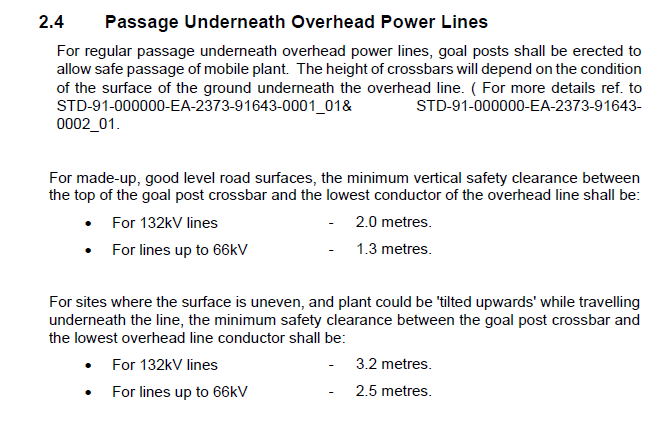 2.4 Passage Underneath Overhead Power Lines
For regular passage underneath overhead power lines, goal posts shall be erected to
allow safe passage of mobile plant. The height of crossbars will depend on the condition
of the surface of the ground underneath the overhead line. ( For more details ref. to
STD-91-000000-EA-2373-91643-0001_01& STD-91-000000-EA-2373-91643-
0002_01.
For made-up, good level road surfaces, the minimum vertical safety clearance between
the top of the goal post crossbar and the lowest conductor of the overhead line shall be:
• For 132kV lines - 2.0 metres.
• For lines up to 66kV - 1.3 metres.
For sites where the surface is uneven, and plant could be 'tilted upwards' while travelling
underneath the line, the minimum safety clearance between the goal post crossbar and
the lowest overhead line conductor shall be:
• For 132kV lines - 3.2 metres.
• For lines up to 66kV - 2.5 metres.